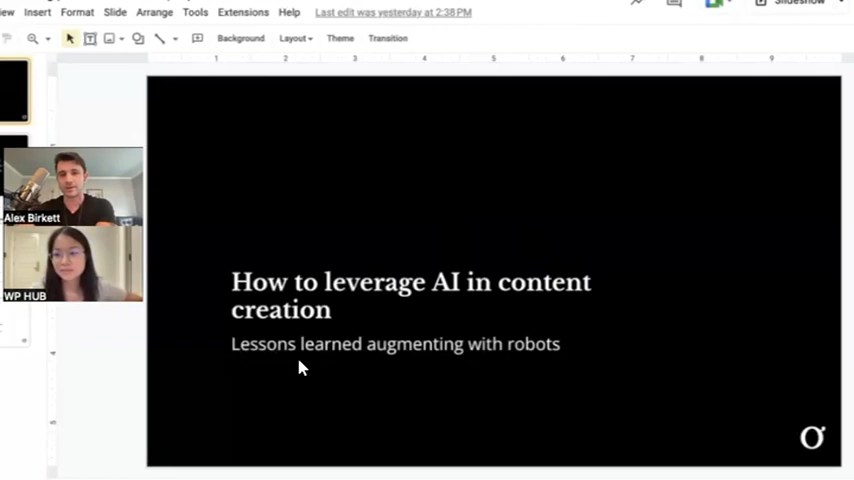 Insert Format Slide Arrange Tools Extensions Help Last edit was yesterday at 2:38 PM
Background Layout Theme Transition
1 2 3 4 5 6 7 8 9
Alex Birkett
WP HUB
How to leverage AI in content
creation
Lessons learned augmenting with robots
4
5